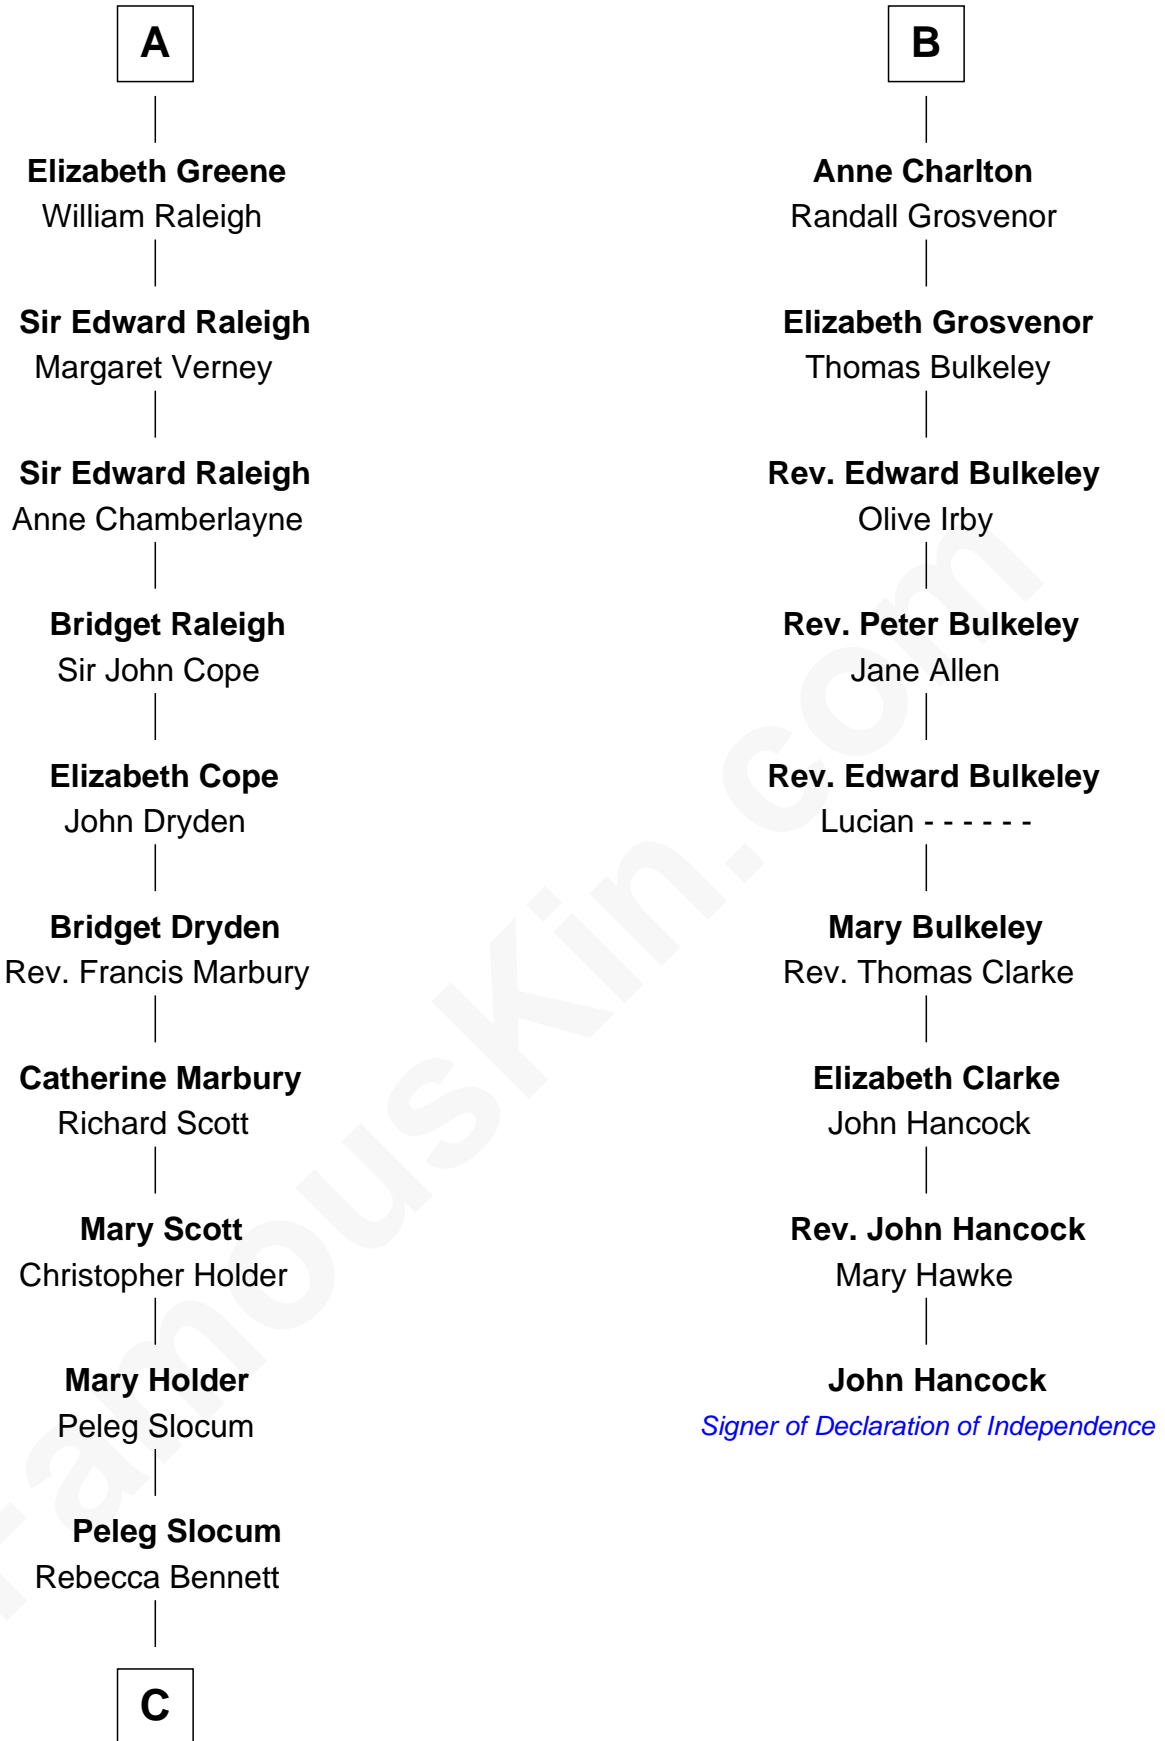 A
Elizabeth Greene
William Raleigh
Sir Edward Raleigh
Margaret Verney
Sir Edward Raleigh
Anne Chamberlayne
Bridget Raleigh
Sir John Cope
Elizabeth Cope
John Dryden
Bridget Dryden
Rev. Francis Marbury
Catherine Marbury
Richard Scott
Mary Scott
Christopher Holder
Mary Holder
Peleg Slocum
Peleg Slocum
Rebecca Bennett
C
B
Anne Charlton
Randall Grosvenor
Elizabeth Grosvenor
Thomas Bulkeley
Rev. Edward Bulkeley
Olive Irby
Rev. Peter Bulkeley
Jane Allen
Rev. Edward Bulkeley
Lucian - - - - - -
Mary Bulkeley
Rev. Thomas Clarke
Elizabeth Clarke
John Hancock
Rev. John Hancock
Mary Hawke
John Hancock
Signer of Declaration of Independence
FamousKin.com